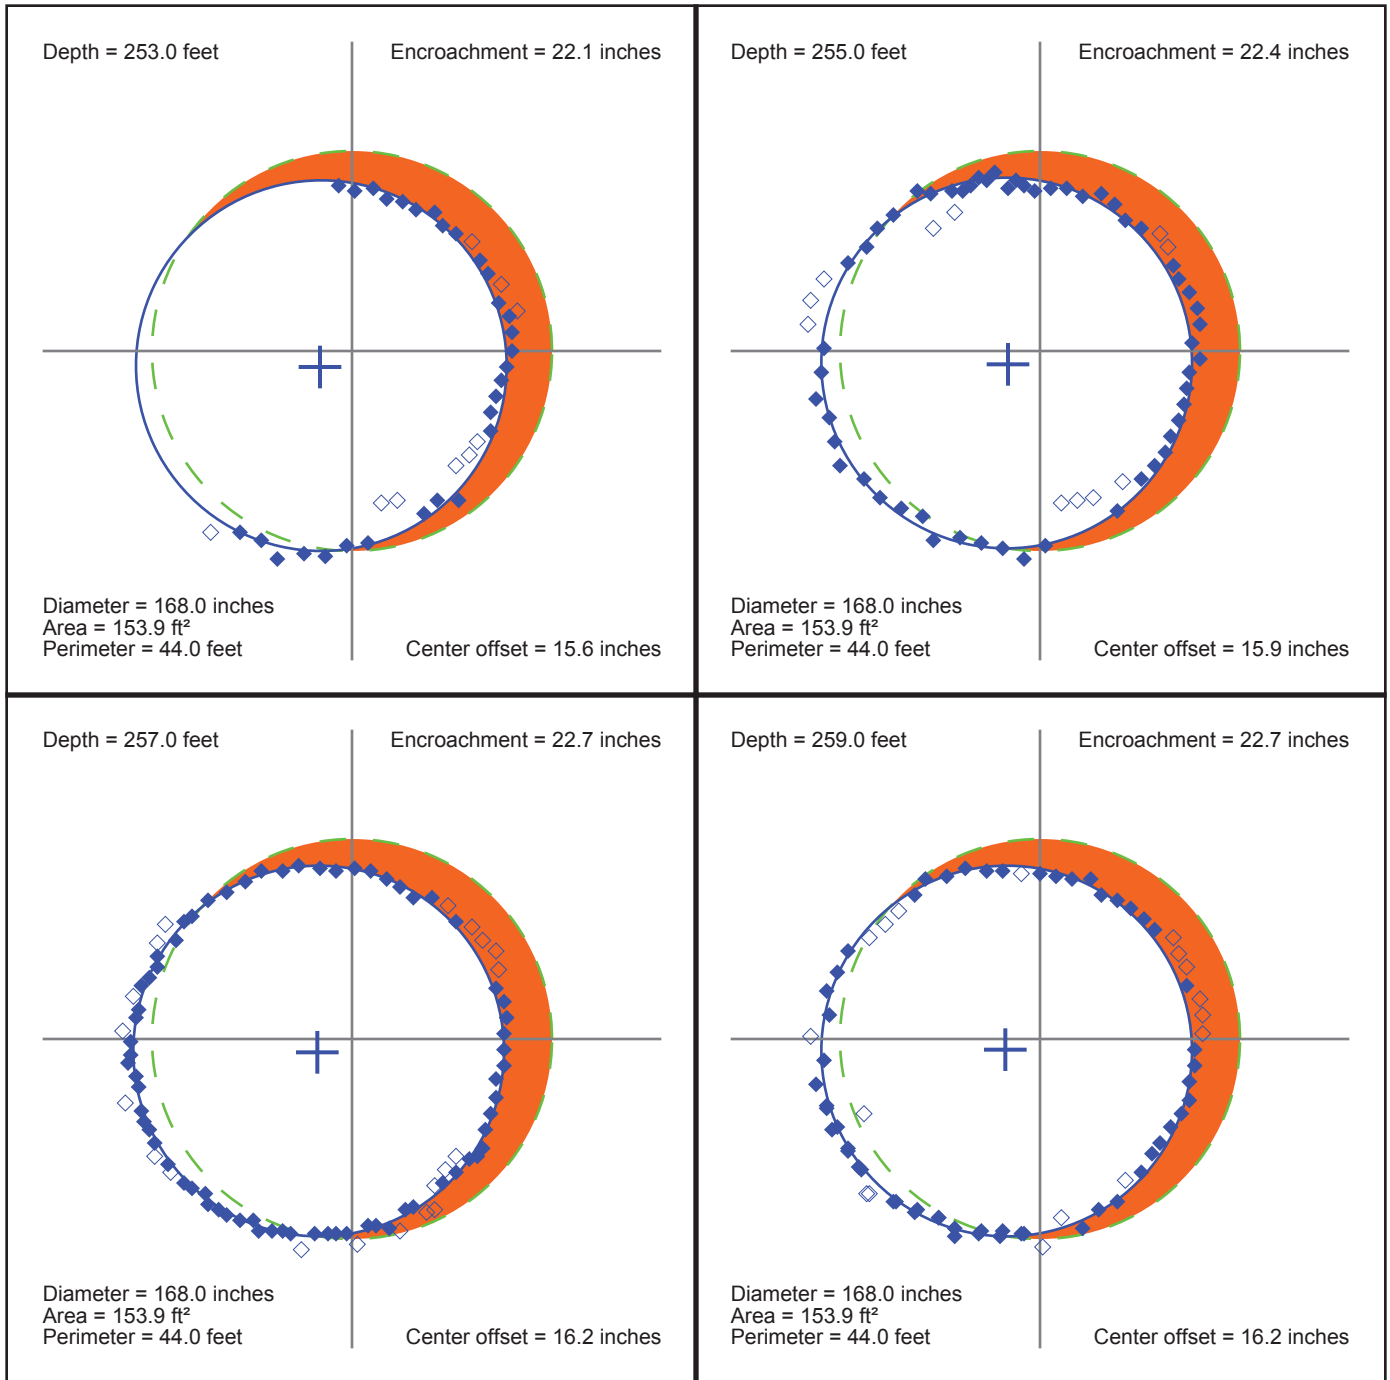 Depth = 253.0 feet
Encroachment = 22.1 inches
Diameter = 168.0 inches
Area = 153.9 ft²
Perimeter = 44.0 feet
Center offset = 15.6 inches
Depth = 255.0 feet
Encroachment = 22.4 inches
Diameter = 168.0 inches
Area = 153.9 ft²
Perimeter = 44.0 feet
Center offset = 15.9 inches
Depth = 257.0 feet
Encroachment = 22.7 inches
Diameter = 168.0 inches
Area = 153.9 ft²
Perimeter = 44.0 feet
Center offset = 16.2 inches
Depth = 259.0 feet
Encroachment = 22.7 inches
Diameter = 168.0 inches
Area = 153.9 ft²
Perimeter = 44.0 feet
Center offset = 16.2 inches